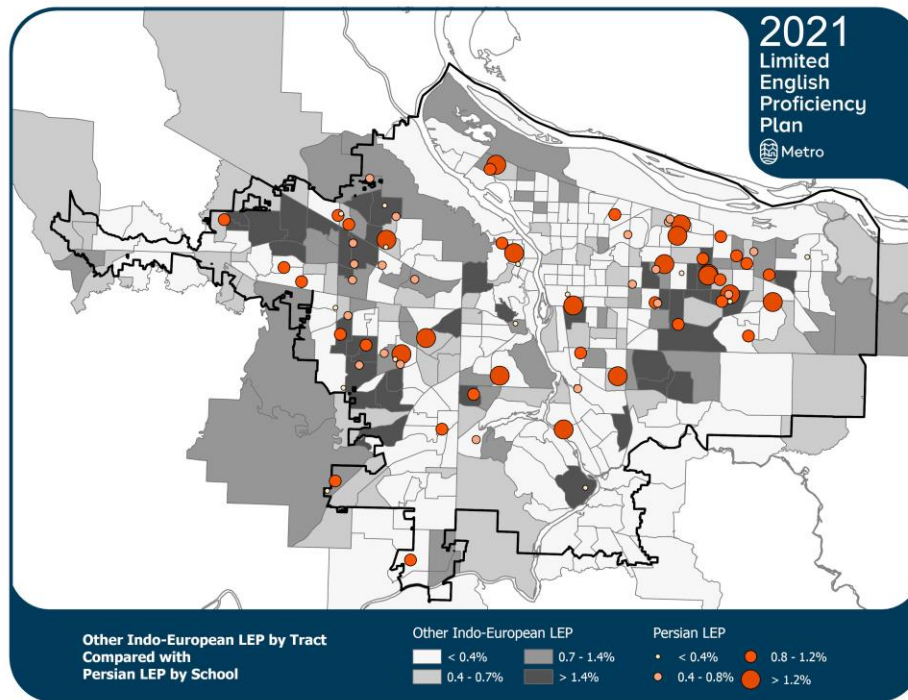 2021
Limited
English
Proficiency
Plan
Metro
Other Indo-European LEP by Tract
Compared with
Persian LEP by School
Other Indo-European LEP
< 0.4%
0.4 - 0.7%
0.7 - 1.4%
> 1.4%
Persian LEP
< 0.4%
0.4 - 0.8%
0.8 - 1.2%
> 1.2%